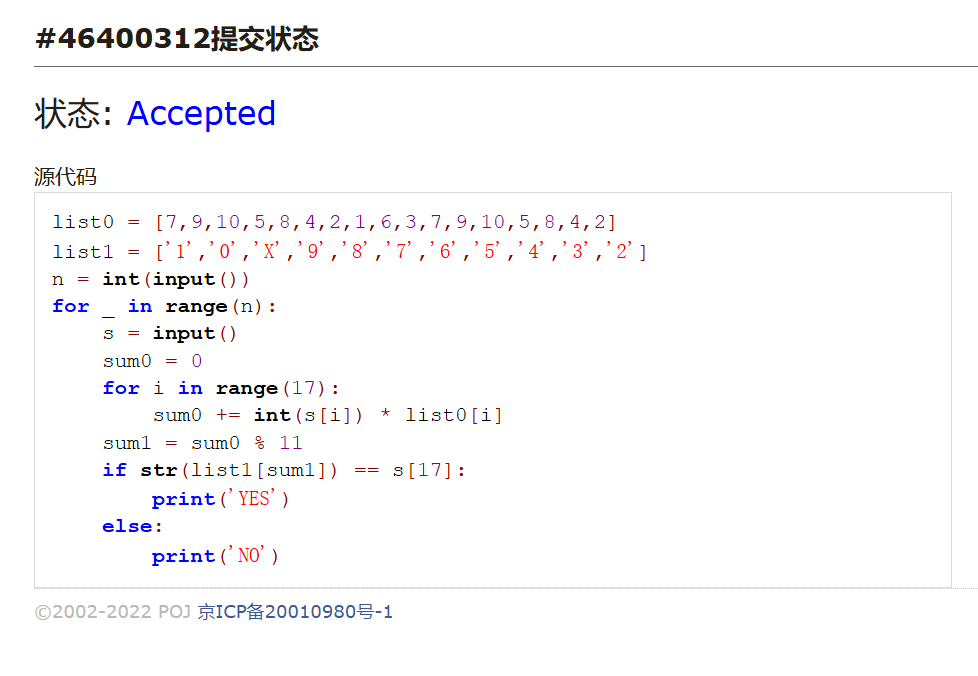 #46400312提交状态
状态: Accepted
源代码
list0 = [7,9,10,5,8,4,2,1,6,3,7,9,10,5,8,4,2]
list1 = ['1','0','X','9','8','7','6','5','4','3','2']
n = int(input())
for _ in range(n):
    s = input()
    sum0 = 0
    for i in range(17):
        sum0 += int(s[i]) * list0[i]
    sum1 = sum0 % 11
    if str(list1[sum1]) == s[17]:
        print('YES')
    else:
        print('NO')
©2002-2022 POJ 京ICP备20010980号-1